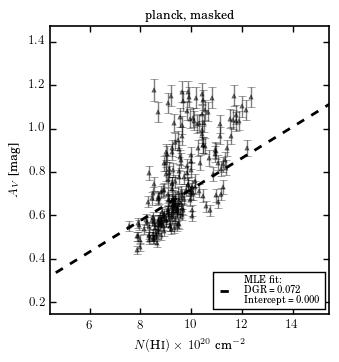 planck, masked
1.4
1.2
1.0
0.8
0.6
0.4
0.2
A_V [mag]
6 8 10 12 14
N(HI) × 10^20 cm^−2
MLE fit:
DGR = 0.072
Intercept = 0.000